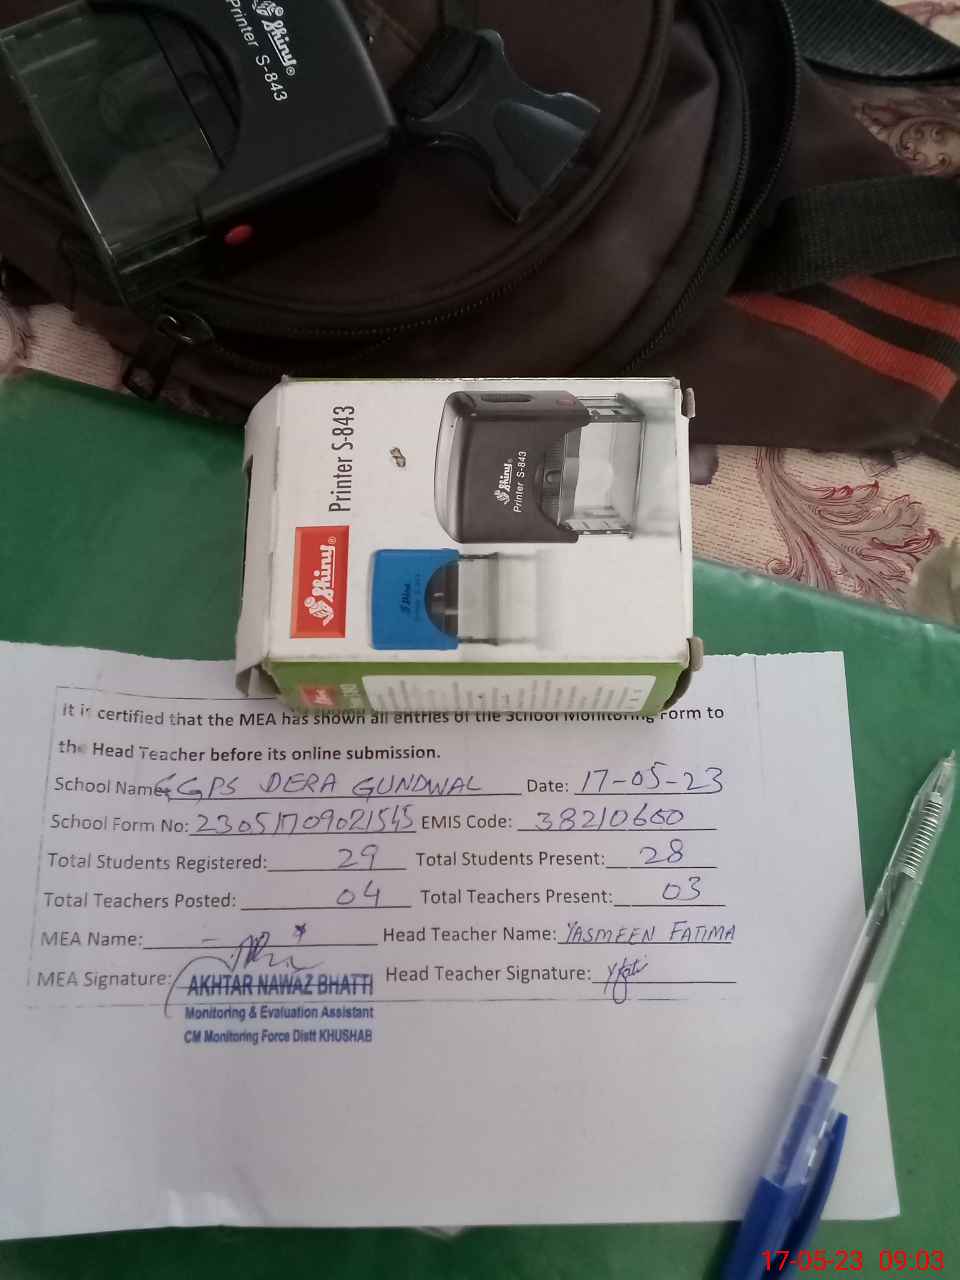 Shiny®
Printer S-843
Printer S-843
Shiny®
Shiny®
Printer S-843
It is certified that the MEA has shown all entries of the School Monitoring Form to
the Head Teacher before its online submission.
School Name: GGPS DERA GUNDWAL Date: 17-05-23
School Form No: EMIS Code: 38210600
Total Students Registered: 29 Total Students Present: 28
Total Teachers Posted: 04 Total Teachers Present: 03
MEA Name: Head Teacher Name: YASMEEN FATIMA
MEA Signature: Head Teacher Signature:
AKHTAR NAWAZ BHATTI
Monitoring & Evaluation Assistant
CM Monitoring Force Distt KHUSHAB
17-05-23 09.03